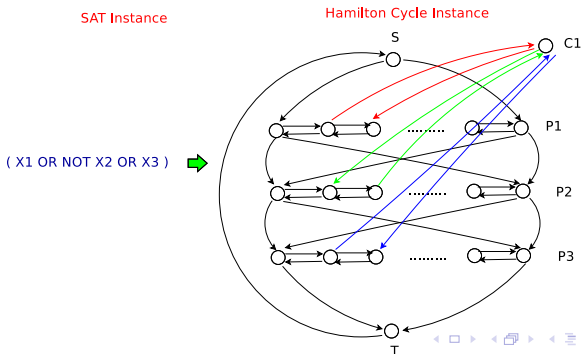 SAT Instance
Hamilton Cycle Instance
S
C1
P1
( X1 OR NOT X2 OR X3 )
P2
P3
T